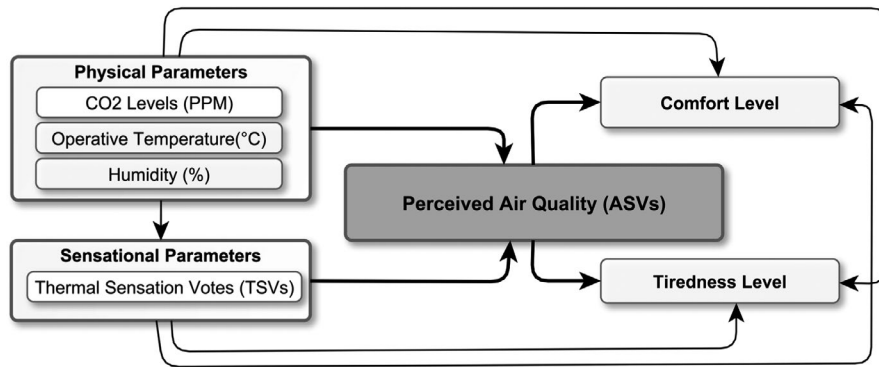 Physical Parameters
CO2 Levels (PPM)
Operative Temperature(°C)
Humidity (%)
Sensational Parameters
Thermal Sensation Votes (TSVs)
Perceived Air Quality (ASVs)
Comfort Level
Tiredness Level